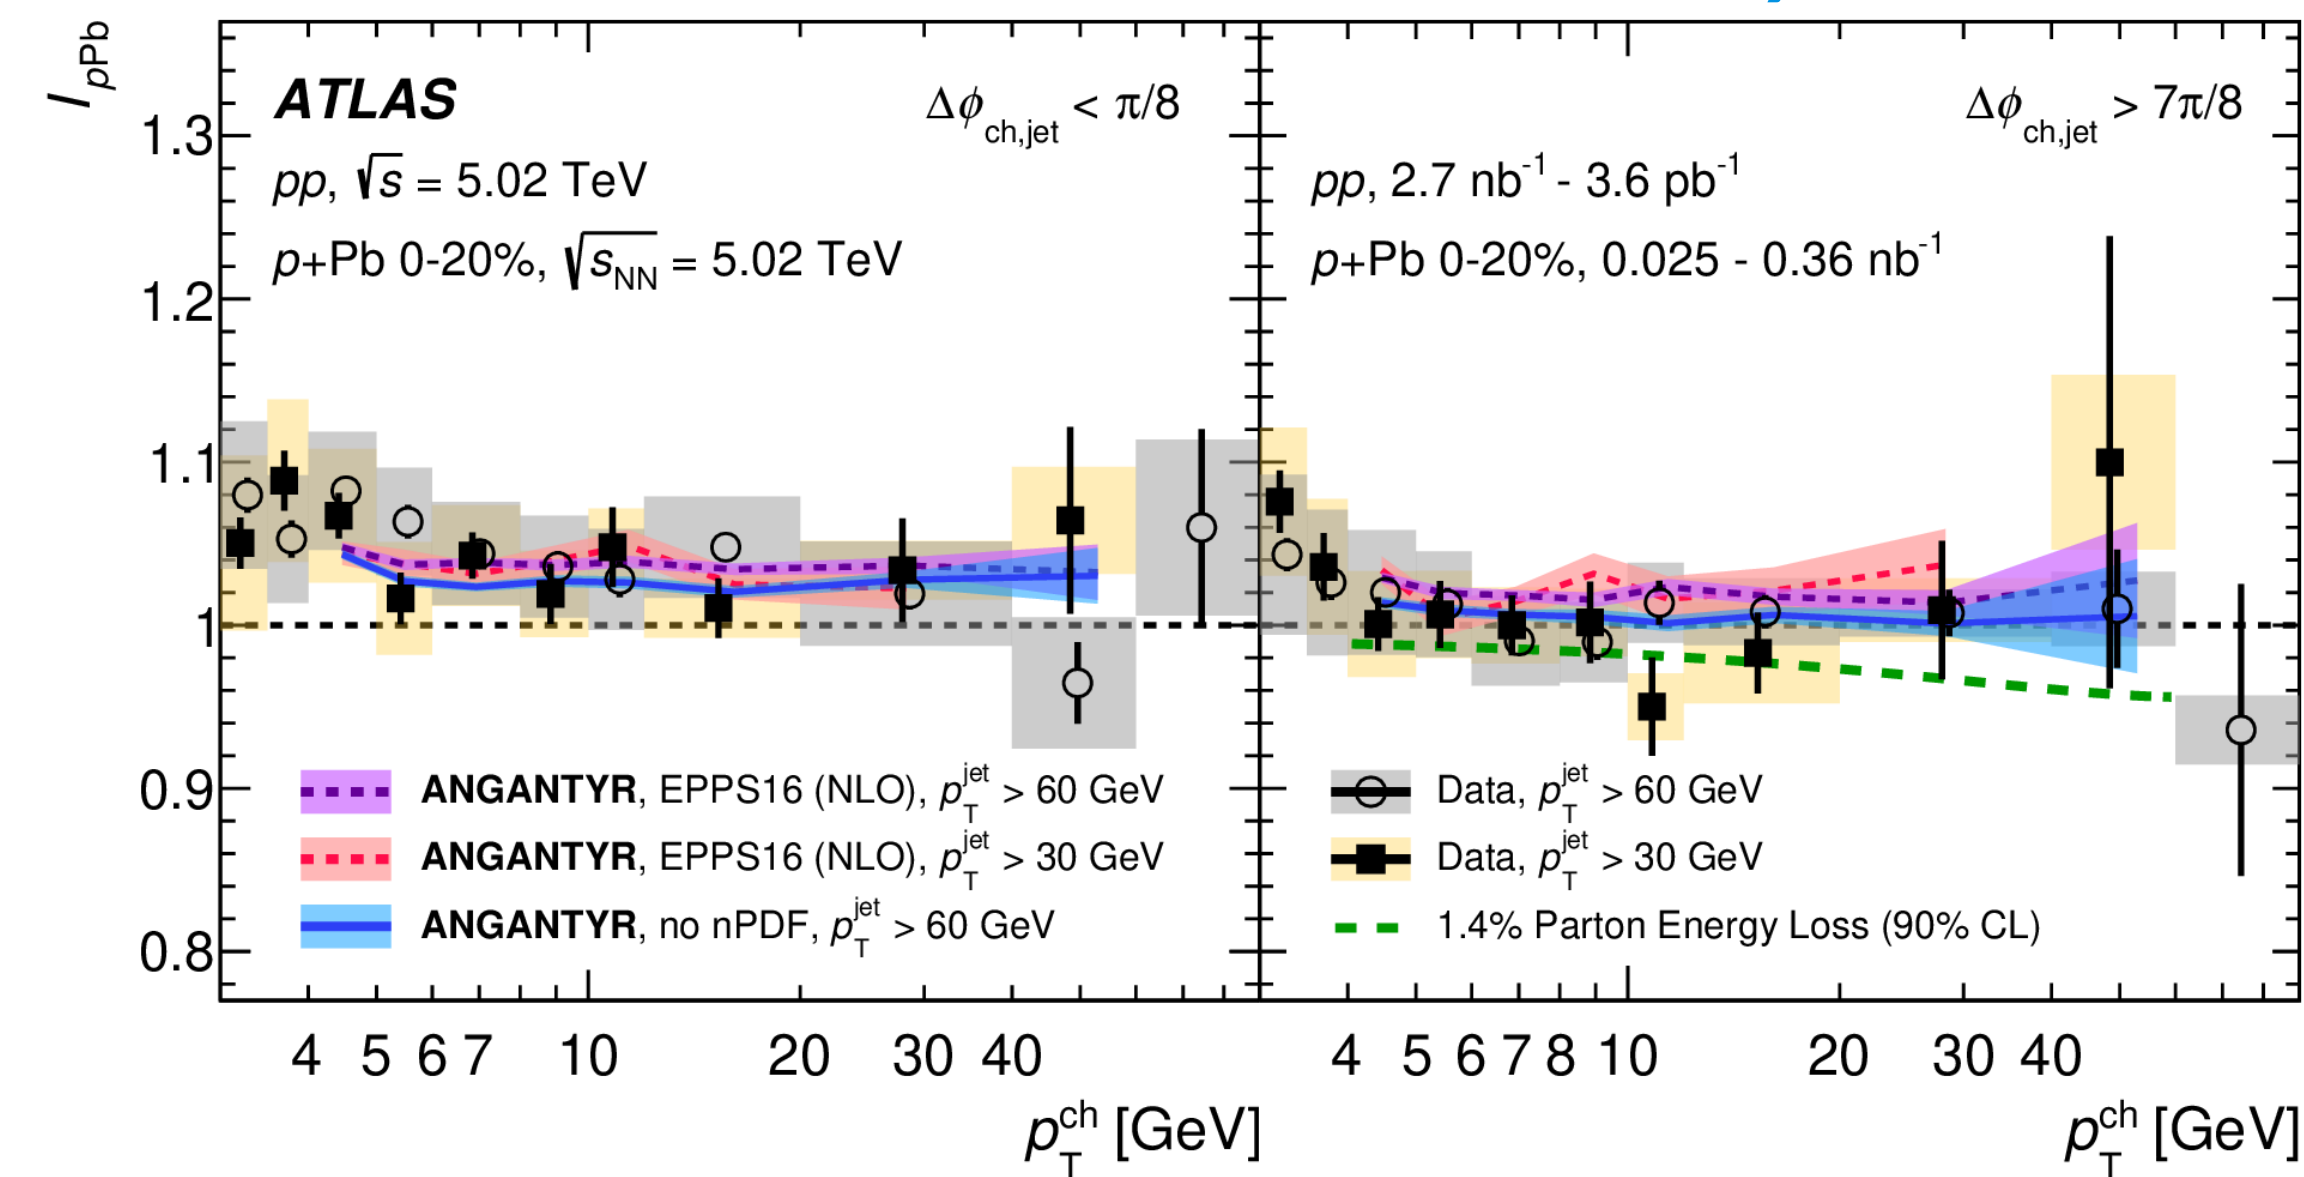 I_pPb
ATLAS
Δϕ_ch,jet < π/8
pp, √s = 5.02 TeV
p+Pb 0-20%, √s_NN = 5.02 TeV
Δϕ_ch,jet > 7π/8
pp, 2.7 nb⁻¹ - 3.6 pb⁻¹
p+Pb 0-20%, 0.025 - 0.36 nb⁻¹
1.3
1.2
1.1
1
0.9
0.8
ANGANTYR, EPPS16 (NLO), p_T^jet > 60 GeV
ANGANTYR, EPPS16 (NLO), p_T^jet > 30 GeV
ANGANTYR, no nPDF, p_T^jet > 60 GeV
Data, p_T^jet > 60 GeV
Data, p_T^jet > 30 GeV
1.4% Parton Energy Loss (90% CL)
4 5 6 7 10 20 30 40
4 5 6 7 8 10 20 30 40
p_T^ch [GeV]
p_T^ch [GeV]